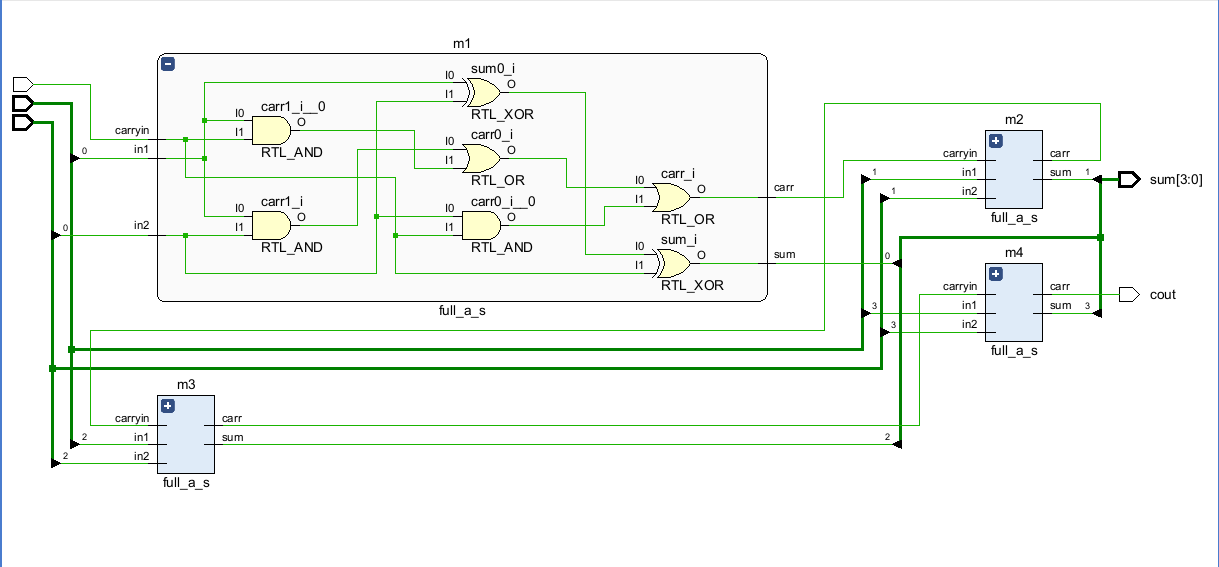 m1
sum0_i
I0
O
I1
RTL_XOR
carr1_i__0
I0
O
I1
RTL_AND
carryin
in1
0
carr0_i
I0
O
I1
RTL_OR
carr_i
I0
O
I1
RTL_OR
carr
carr1_i
I0
O
I1
RTL_AND
in2
0
carr0_i__0
I0
O
I1
RTL_AND
sum_i
I0
O
I1
RTL_XOR
sum
0
full_a_s
m2
carryin
carr
1
in1
sum
1
1
in2
full_a_s
sum[3:0]
m4
carryin
carr
3
in1
sum
3
3
in2
full_a_s
cout
m3
carryin
carr
2
in1
sum
2
2
in2
full_a_s